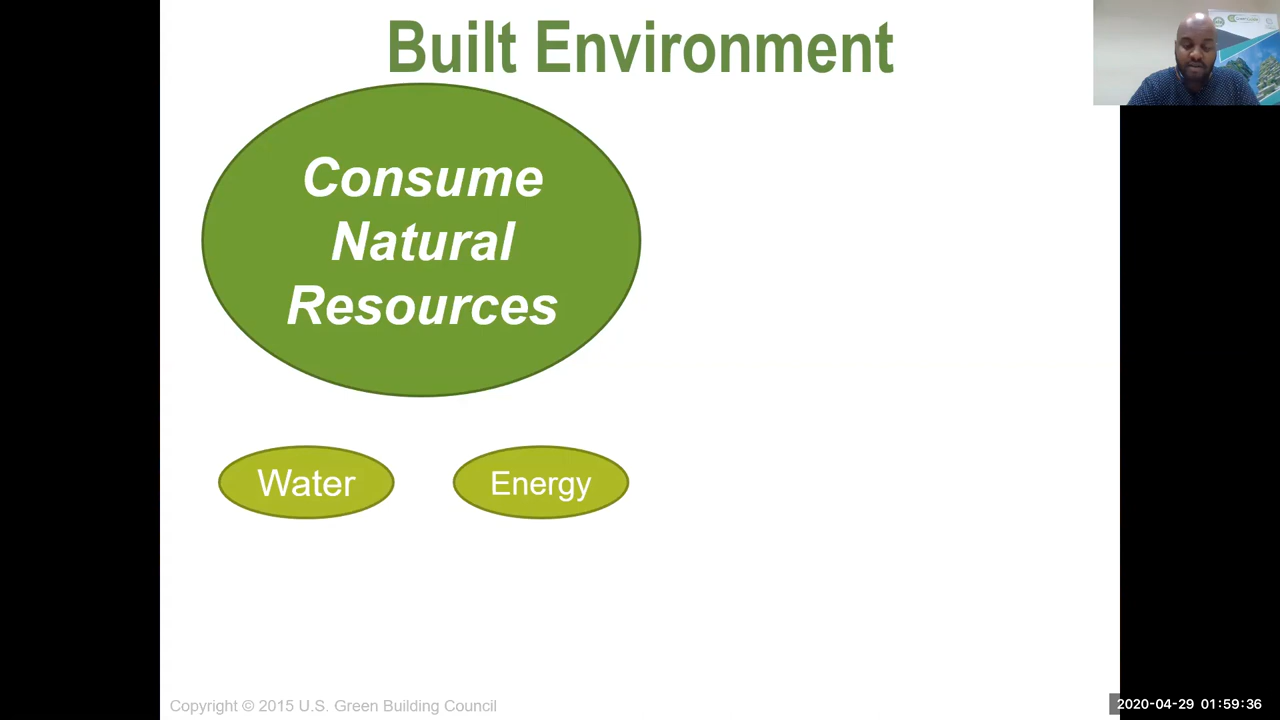 Built Environment
Consume
Natural
Resources
Water
Energy
Copyright © 2015 U.S. Green Building Council
2020-04-29 01:59:36